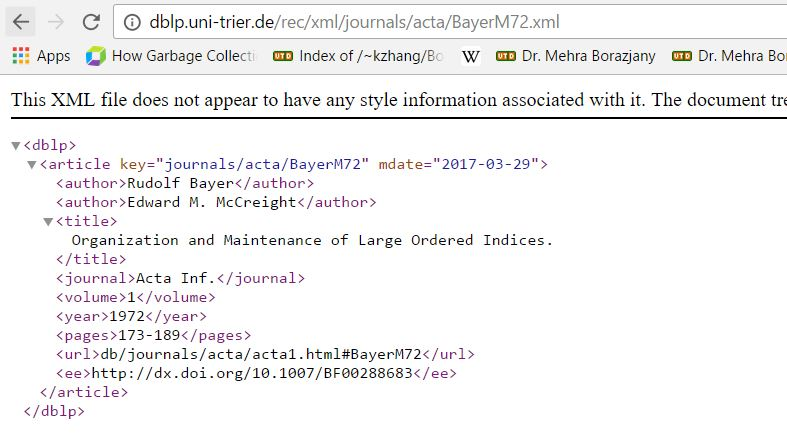 dblp.uni-trier.de/rec/xml/journals/acta/BayerM72.xml
Apps How Garbage Collecti UTD Index of /~kzhang/Bo W UTD Dr. Mehra Borazjany UTD Dr. Mehra Bor
This XML file does not appear to have any style information associated with it. The document tre
▼<dblp>
▼<article key="journals/acta/BayerM72" mdate="2017-03-29">
<author>Rudolf Bayer</author>
<author>Edward M. McCreight</author>
▼<title>
Organization and Maintenance of Large Ordered Indices.
</title>
<journal>Acta Inf.</journal>
<volume>1</volume>
<year>1972</year>
<pages>173-189</pages>
<url>db/journals/acta/acta1.html#BayerM72</url>
<ee>http://dx.doi.org/10.1007/BF00288683</ee>
</article>
</dblp>